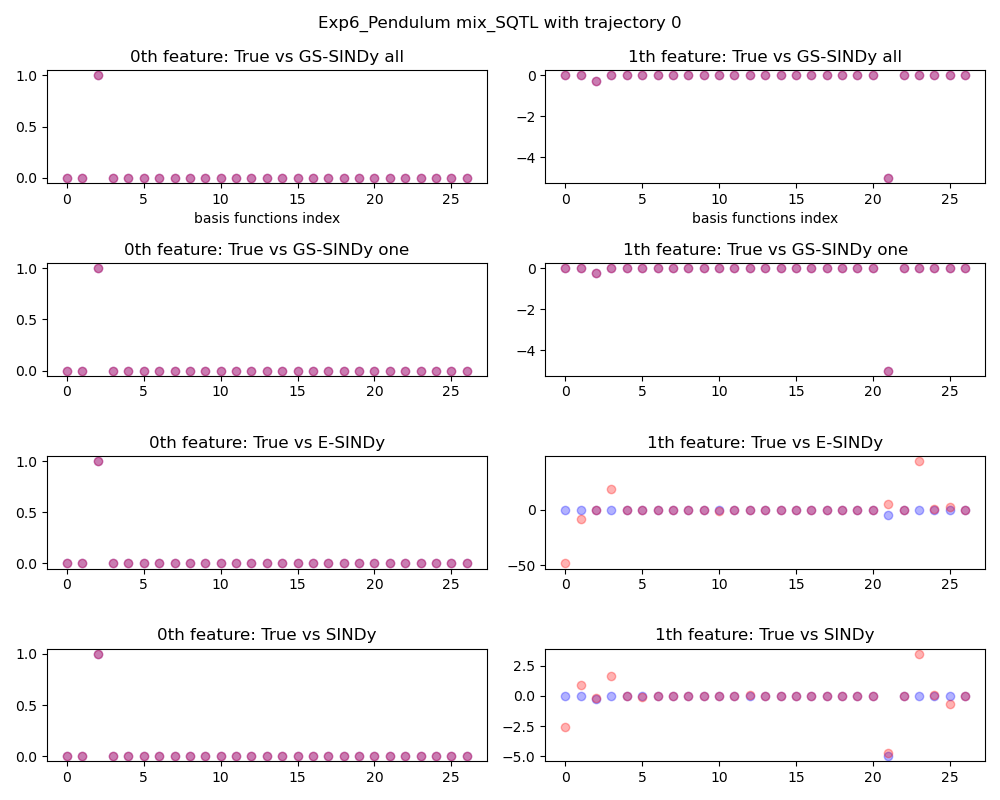 Exp6_Pendulum mix_SQTL with trajectory 0
0th feature: True vs GS-SINDy all
1.0
0.5
0.0
0 5 10 15 20 25
basis functions index
1th feature: True vs GS-SINDy all
0
−2
−4
0 5 10 15 20 25
basis functions index
0th feature: True vs GS-SINDy one
1.0
0.5
0.0
0 5 10 15 20 25
1th feature: True vs GS-SINDy one
0
−2
−4
0 5 10 15 20 25
0th feature: True vs E-SINDy
1.0
0.5
0.0
0 5 10 15 20 25
1th feature: True vs E-SINDy
0
−50
0 5 10 15 20 25
0th feature: True vs SINDy
1.0
0.5
0.0
0 5 10 15 20 25
1th feature: True vs SINDy
2.5
0.0
−2.5
−5.0
0 5 10 15 20 25